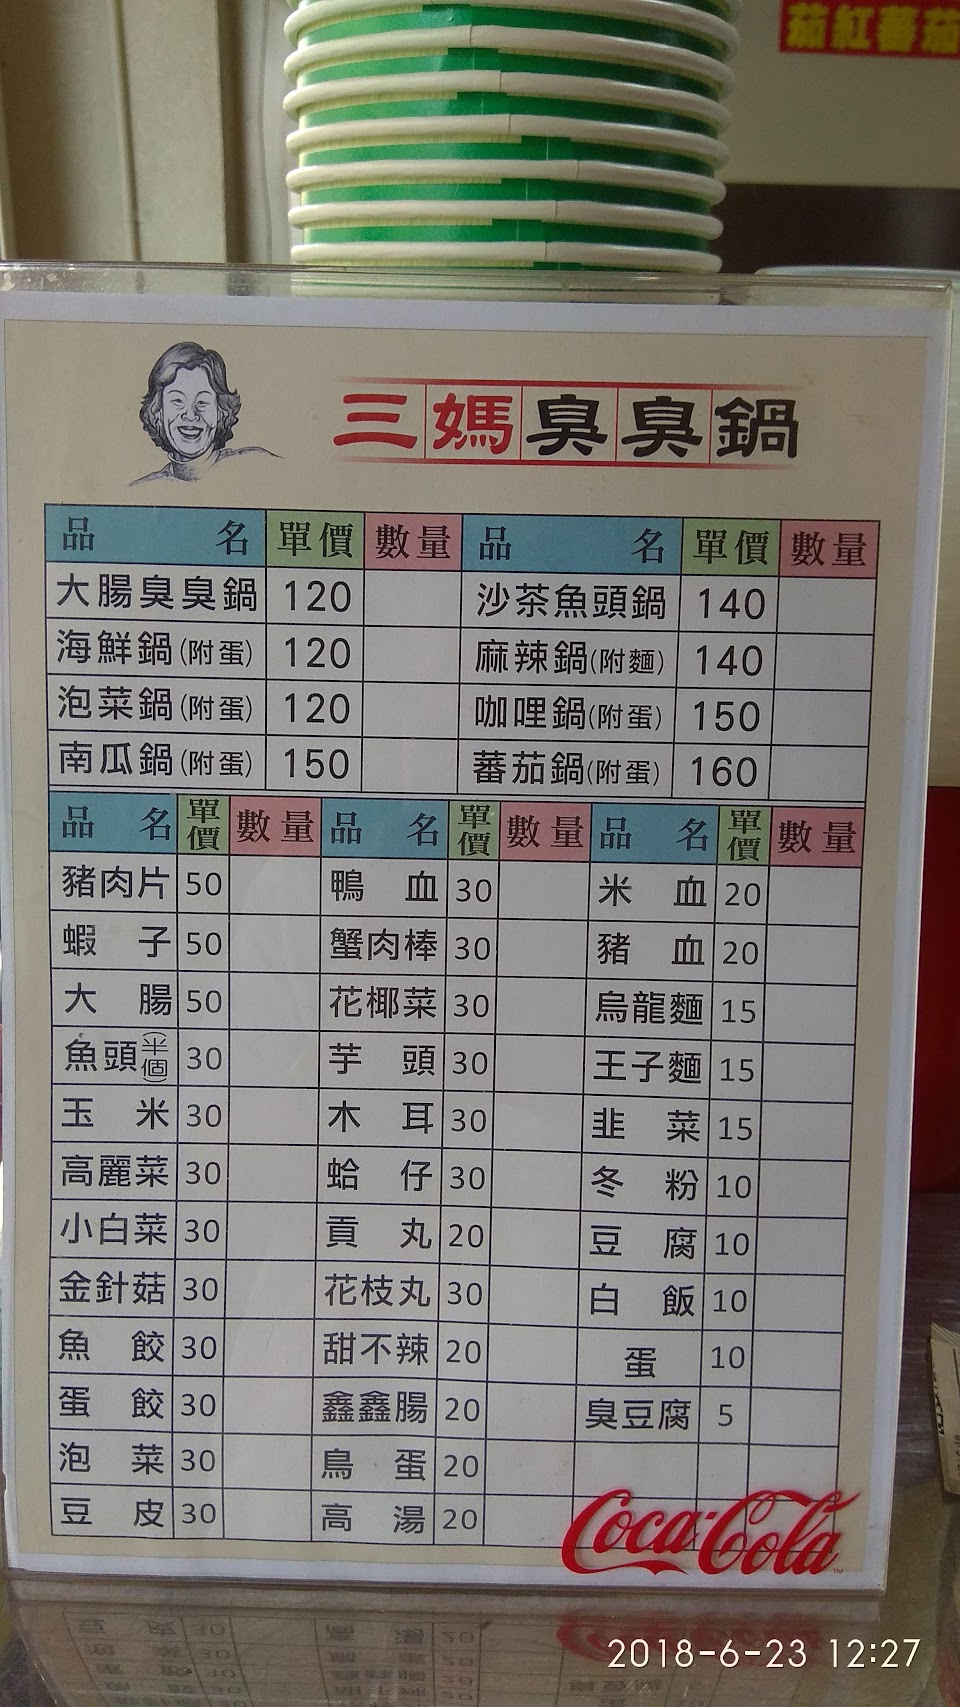 茄紅蕃茄
三媽臭臭鍋
品名 單價 數量 品名 單價 數量
大腸臭臭鍋 120 沙茶魚頭鍋 140
海鮮鍋(附蛋) 120 麻辣鍋(附麵) 140
泡菜鍋(附蛋) 120 咖哩鍋(附蛋) 150
南瓜鍋(附蛋) 150 蕃茄鍋(附蛋) 160
品名 單價 數量 品名 單價 數量 品名 單價 數量
豬肉片 50 鴨血 30 米血 20
蝦子 50 蟹肉棒 30 豬血 20
大腸 50 花椰菜 30 烏龍麵 15
魚頭(半個) 30 芋頭 30 王子麵 15
玉米 30 木耳 30 韭菜 15
高麗菜 30 蛤仔 30 冬粉 10
小白菜 30 貢丸 20 豆腐 10
金針菇 30 花枝丸 30 白飯 10
魚餃 30 甜不辣 20 蛋 10
蛋餃 30 鑫鑫腸 20 臭豆腐 5
泡菜 30 鳥蛋 20
豆皮 30 高湯 20
Coca-Cola
2018-6-23 12:27